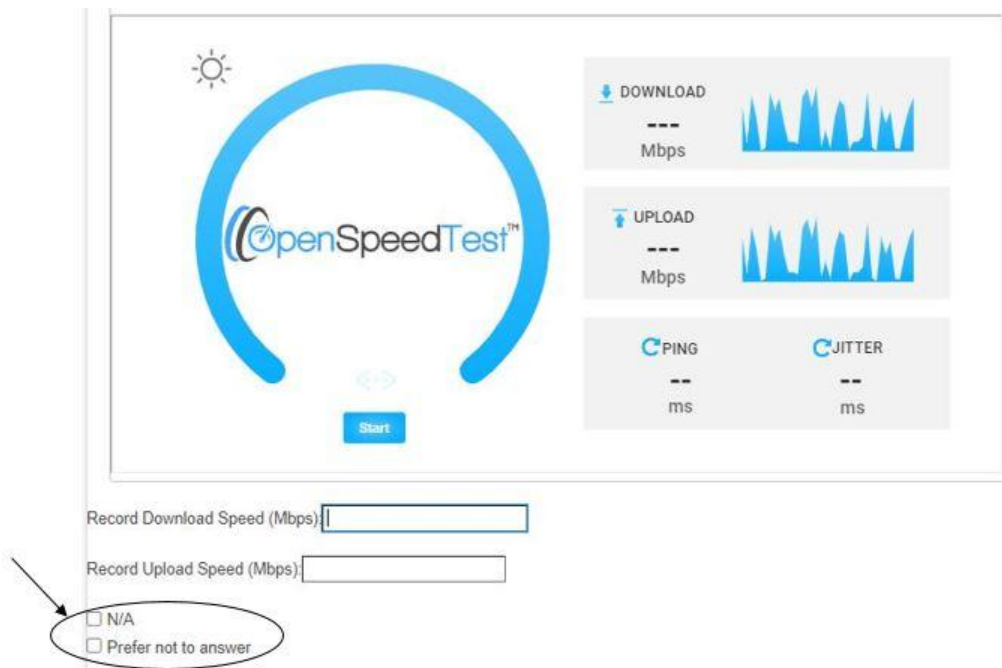 OpenSpeedTest™
Start
DOWNLOAD
---
Mbps
UPLOAD
---
Mbps
PING
--
ms
JITTER
--
ms
Record Download Speed (Mbps):
Record Upload Speed (Mbps):
N/A
Prefer not to answer